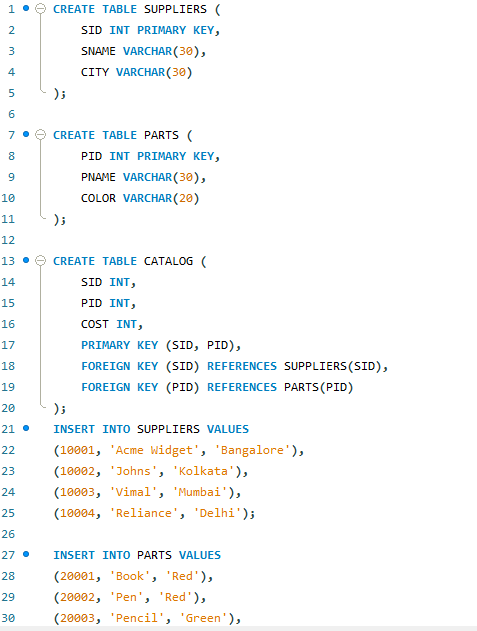 1 CREATE TABLE SUPPLIERS (
2 SID INT PRIMARY KEY,
3 SNAME VARCHAR(30),
4 CITY VARCHAR(30)
5 );
6
7 CREATE TABLE PARTS (
8 PID INT PRIMARY KEY,
9 PNAME VARCHAR(30),
10 COLOR VARCHAR(20)
11 );
12
13 CREATE TABLE CATALOG (
14 SID INT,
15 PID INT,
16 COST INT,
17 PRIMARY KEY (SID, PID),
18 FOREIGN KEY (SID) REFERENCES SUPPLIERS(SID),
19 FOREIGN KEY (PID) REFERENCES PARTS(PID)
20 );
21 INSERT INTO SUPPLIERS VALUES
22 (10001, 'Acme Widget', 'Bangalore'),
23 (10002, 'Johns', 'Kolkata'),
24 (10003, 'Vimal', 'Mumbai'),
25 (10004, 'Reliance', 'Delhi');
26
27 INSERT INTO PARTS VALUES
28 (20001, 'Book', 'Red'),
29 (20002, 'Pen', 'Red'),
30 (20003, 'Pencil', 'Green'),